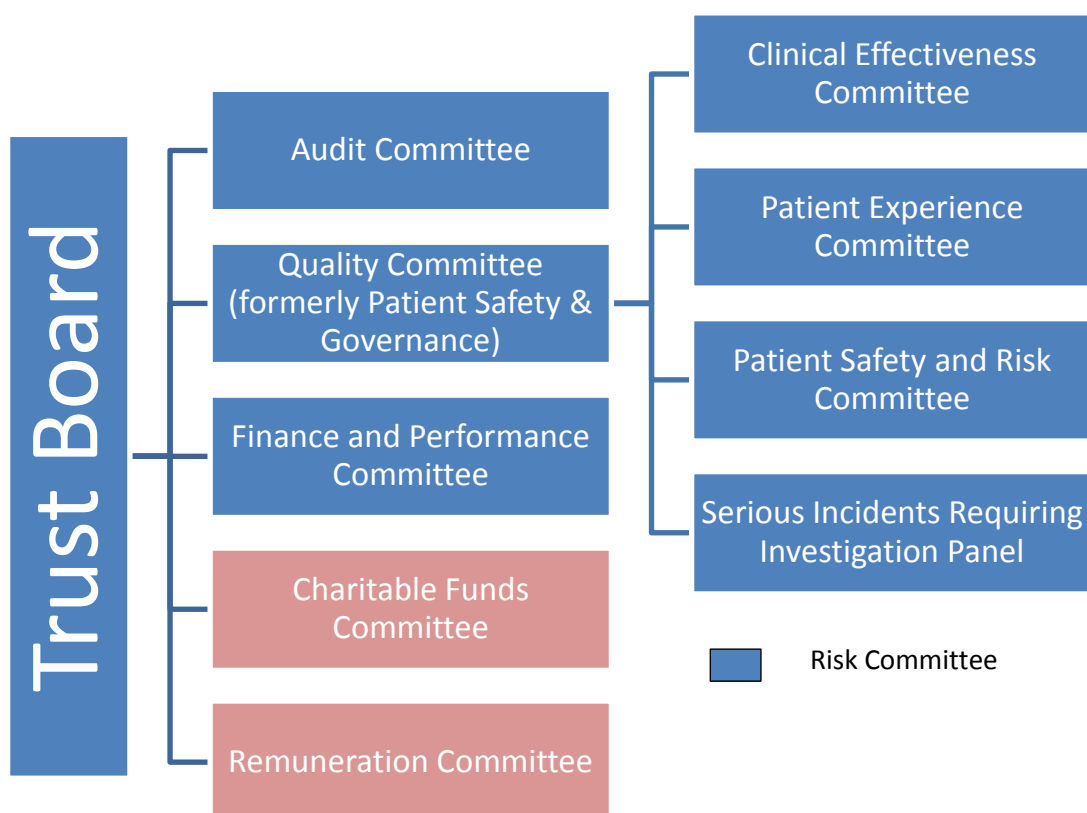 Trust Board
Audit Committee
Quality Committee
(formerly Patient Safety &
Governance)
Finance and Performance
Committee
Charitable Funds
Committee
Remuneration Committee
Clinical Effectiveness
Committee
Patient Experience
Committee
Patient Safety and Risk
Committee
Serious Incidents Requiring
Investigation Panel
Risk Committee